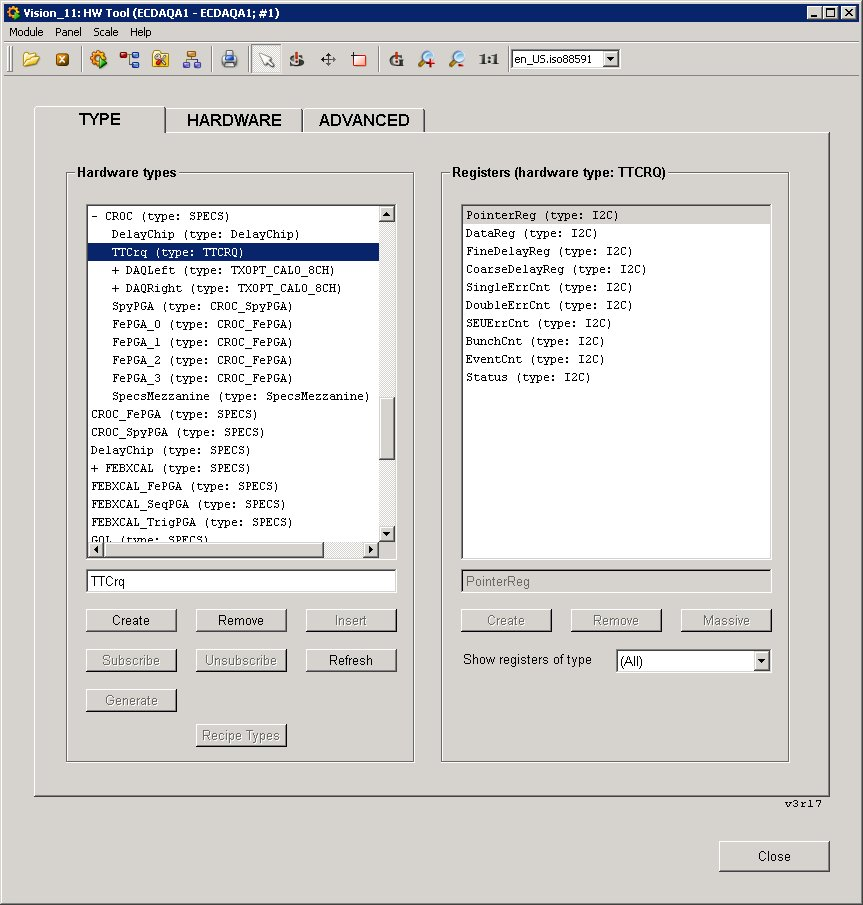 Vision_11: HW Tool (ECDAQA1 - ECDAQA1; #1)
Module Panel Scale Help
1:1 en_US.iso88591
TYPE HARDWARE ADVANCED
Hardware types
- CROC (type: SPECS)
DelayChip (type: DelayChip)
TTCrq (type: TTCRQ)
+ DAQLeft (type: TXOPT_CALO_8CH)
+ DAQRight (type: TXOPT_CALO_8CH)
SpyPGA (type: CROC_SpyPGA)
FePGA_0 (type: CROC_FePGA)
FePGA_1 (type: CROC_FePGA)
FePGA_2 (type: CROC_FePGA)
FePGA_3 (type: CROC_FePGA)
SpecsMezzanine (type: SpecsMezzanine)
CROC_FePGA (type: SPECS)
CROC_SpyPGA (type: SPECS)
DelayChip (type: SPECS)
+ FEBXCAL (type: SPECS)
FEBXCAL_FePGA (type: SPECS)
FEBXCAL_SeqPGA (type: SPECS)
FEBXCAL_TrigPGA (type: SPECS)
GOL (type: SPECS)
TTCrq
Create Remove Insert
Subscribe Unsubscribe Refresh
Generate
Recipe Types
Registers (hardware type: TTCRQ)
PointerReg (type: I2C)
DataReg (type: I2C)
FineDelayReg (type: I2C)
CoarseDelayReg (type: I2C)
SingleErrCnt (type: I2C)
DoubleErrCnt (type: I2C)
SEUErrCnt (type: I2C)
BunchCnt (type: I2C)
EventCnt (type: I2C)
Status (type: I2C)
PointerReg
Create Remove Massive
Show registers of type (All)
v3r17
Close